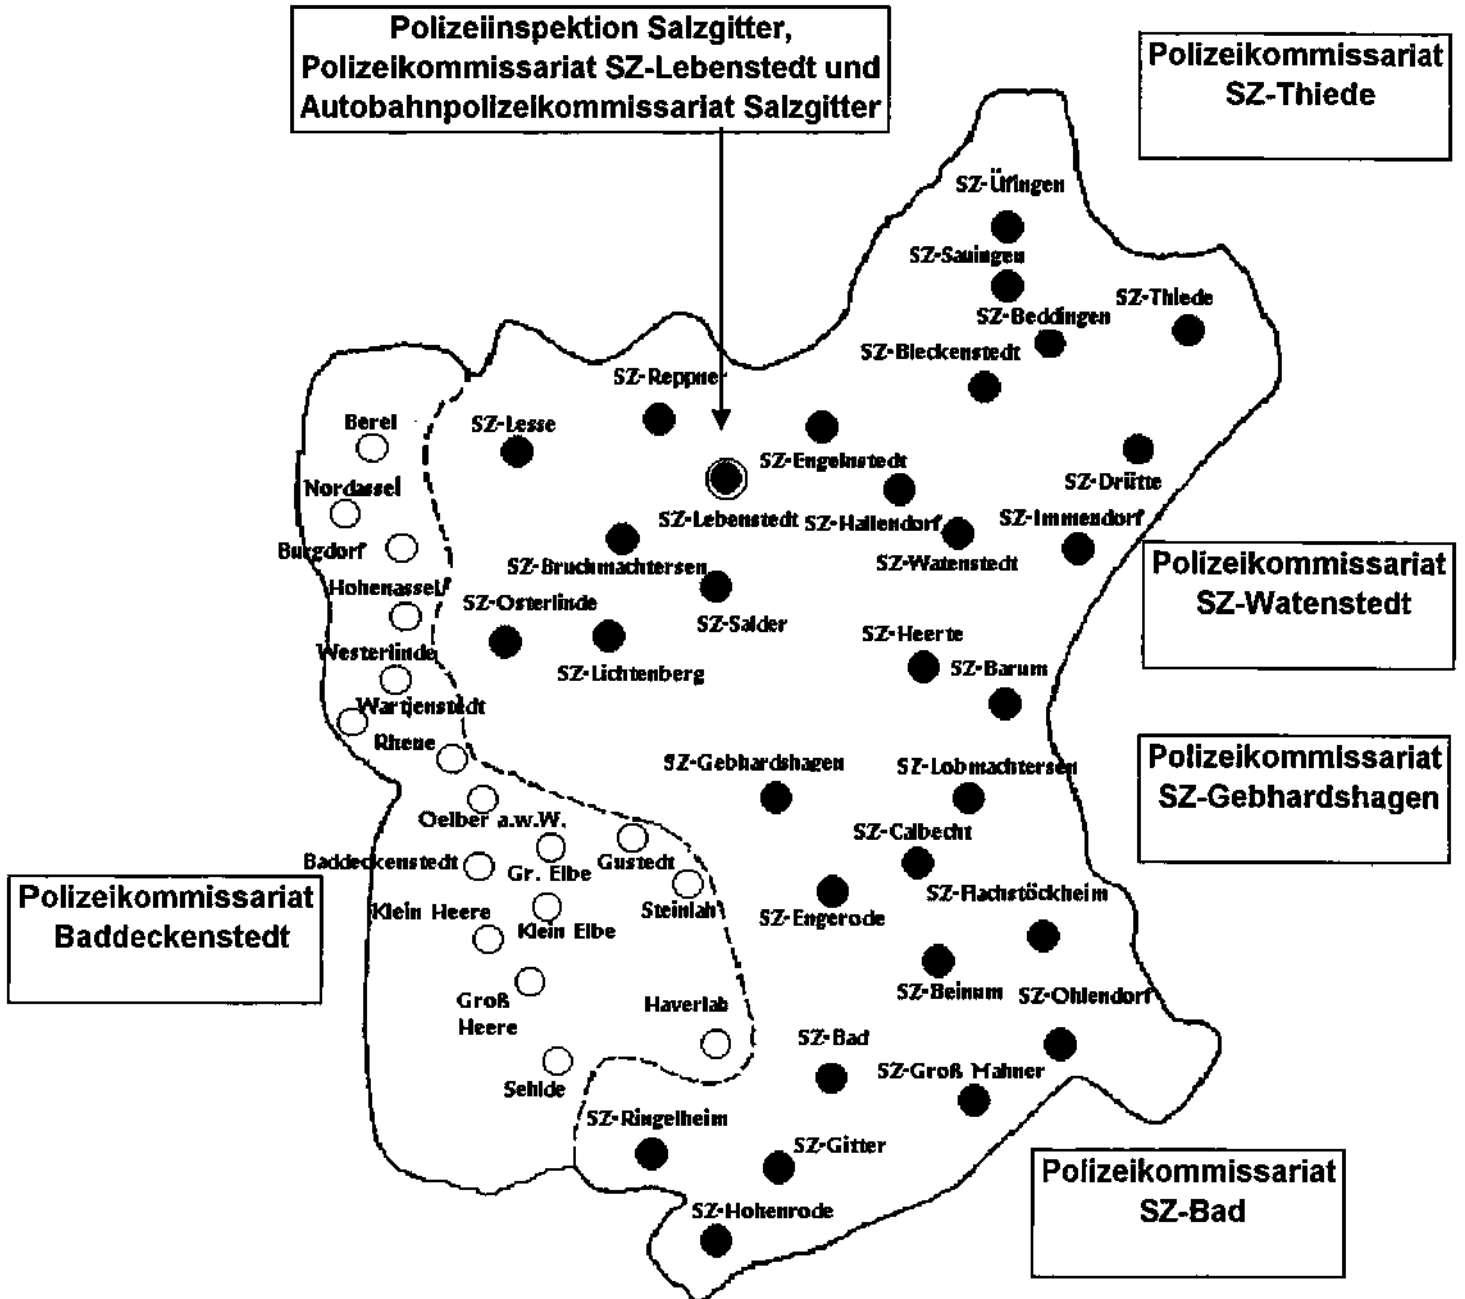 Polizeiinspektion Salzgitter,
Polizeikommissariat SZ-Lebenstedt und
Autobahnpolizeikommissariat Salzgitter
Polizeikommissariat
SZ-Thiede
SZ-Üfingen
SZ-Sauingen
SZ-Thiede
SZ-Beddingen
SZ-Bleckenstedt
SZ-Reppner
Berel
SZ-Lesse
SZ-Engelnstedt
SZ-Drütte
Nordassel
SZ-Lebenstedt
SZ-Hallendorf
SZ-Immendorf
Burgdorf
SZ-Bruchmachtersen
SZ-Watenstedt
Polizeikommissariat
SZ-Watenstedt
Hohenassel
SZ-Osterlinde
SZ-Salder
SZ-Heerte
Westerlinde
SZ-Lichtenberg
SZ-Barum
Wartjenstedt
Rhene
SZ-Gebhardshagen
SZ-Lobmachtersen
Polizeikommissariat
SZ-Gebhardshagen
Oelber a.w.W.
SZ-Calbecht
Baddeckenstedt
Gr. Elbe
Gustedt
SZ-Flachstöckheim
Polizeikommissariat
Baddeckenstedt
Klein Heere
Steinlah
SZ-Engerode
Klein Elbe
SZ-Beinum
SZ-Ohlendorf
Groß
Heere
Haverlah
SZ-Bad
SZ-Groß Mahner
Sehlde
SZ-Ringelheim
SZ-Gitter
Polizeikommissariat
SZ-Bad
SZ-Hohenrode